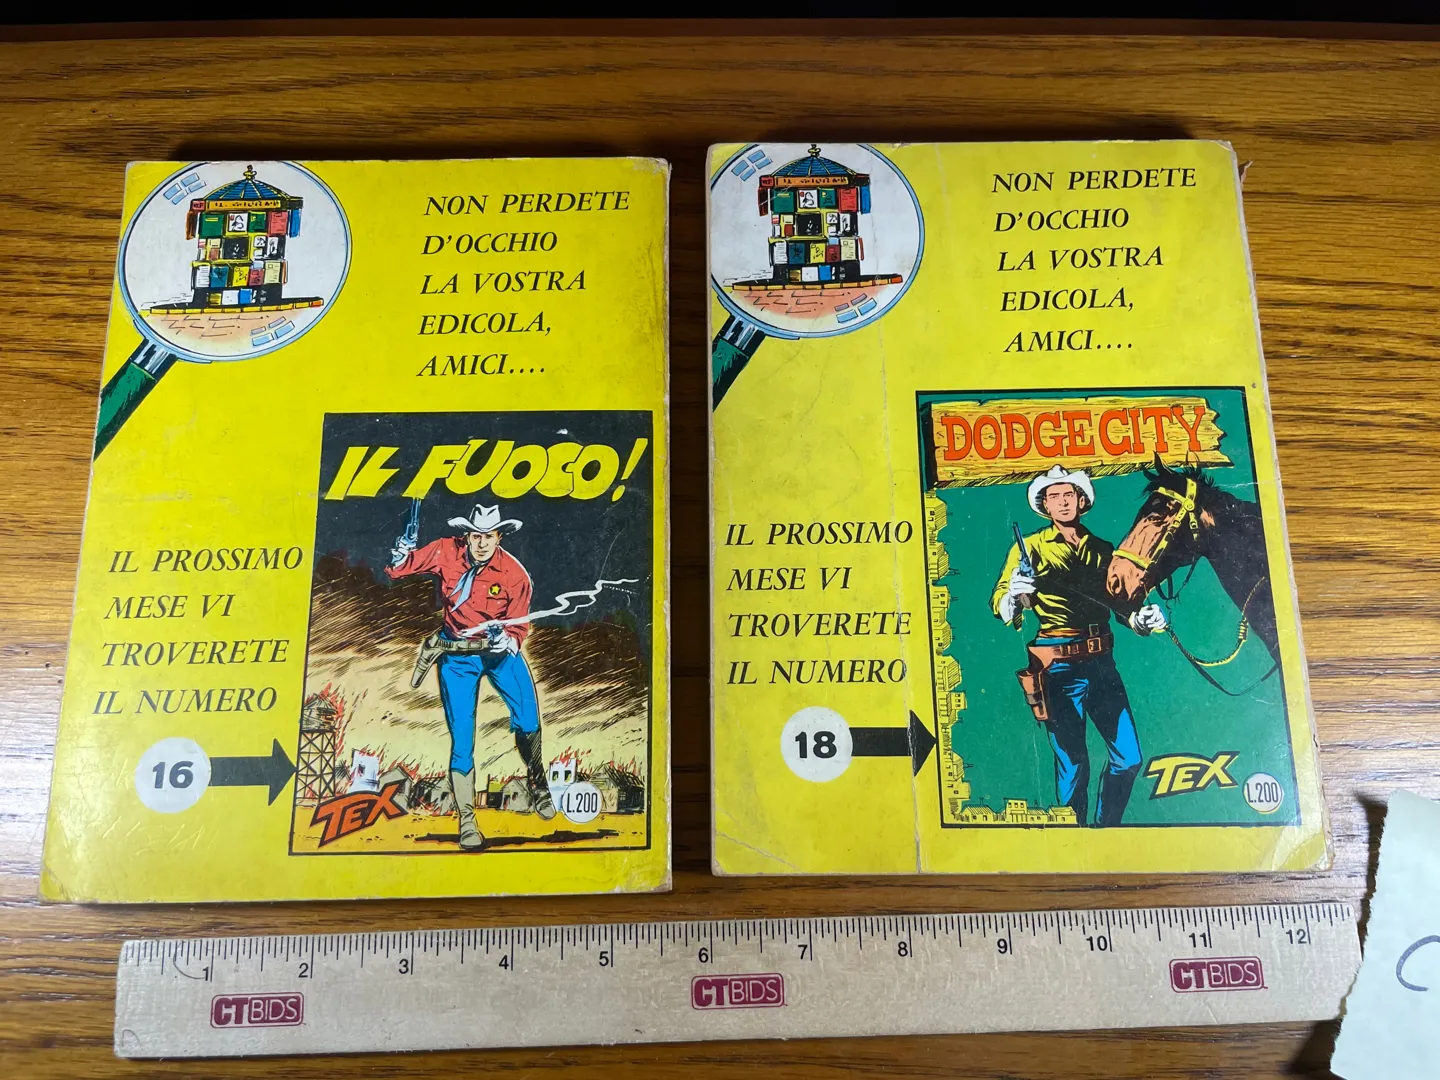 NON PERDETE
D'OCCHIO
LA VOSTRA
EDICOLA,
AMICI....
IL FUOCO!
IL PROSSIMO
MESE VI
TROVERETE
IL NUMERO
16
TEX
L.200
NON PERDETE
D'OCCHIO
LA VOSTRA
EDICOLA,
AMICI....
DODGE CITY
IL PROSSIMO
MESE VI
TROVERETE
IL NUMERO
18
TEX
L.200
1 2 3 4 5 6 7 8 9 10 11 12
CTBIDS CTBIDS CTBIDS